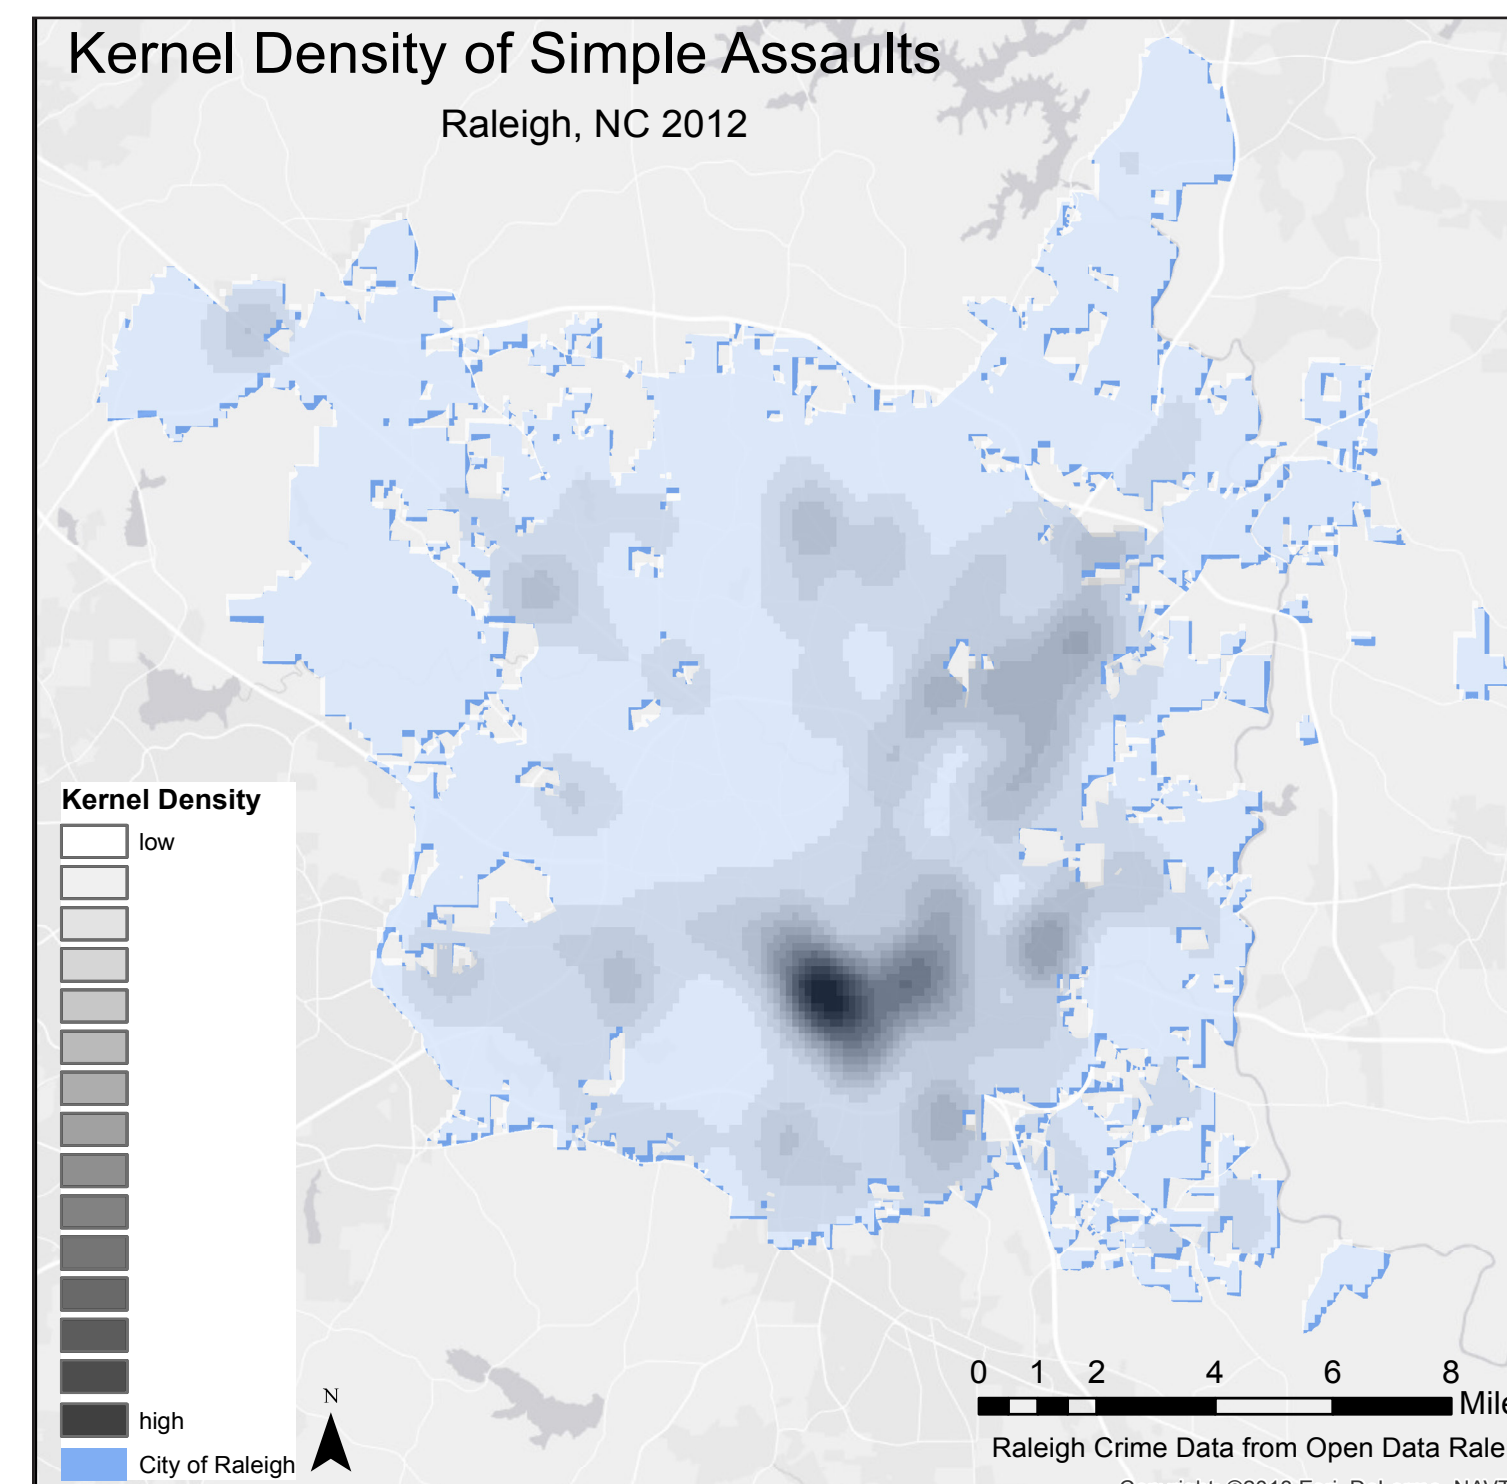 Kernel Density of Simple Assaults
Raleigh, NC 2012
Kernel Density
low
high
City of Raleigh
N
0 1 2 4 6 8
Mile
Raleigh Crime Data from Open Data Rale